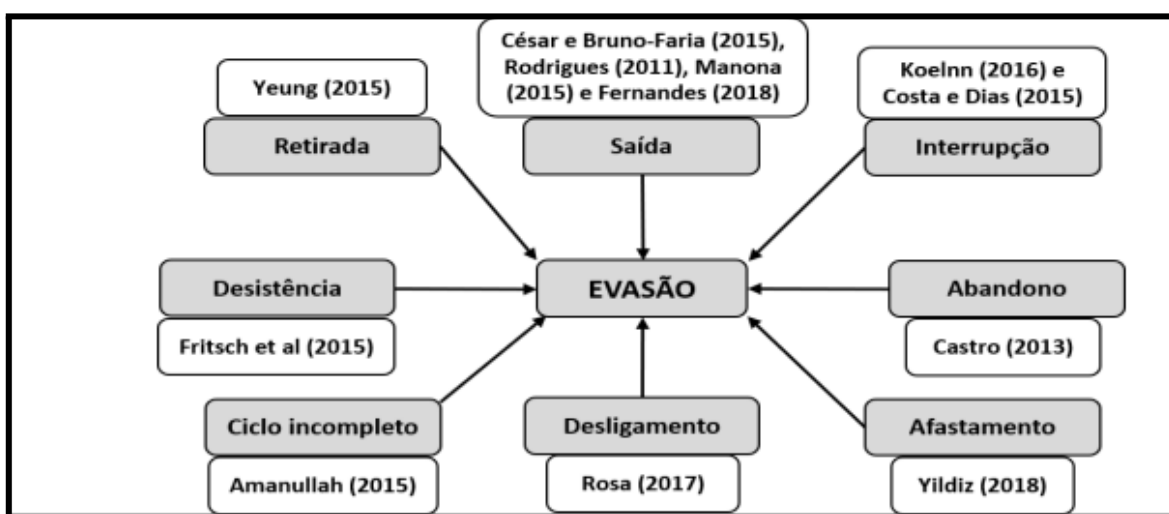 Yeung (2015)
Retirada
César e Bruno-Faria (2015),
Rodrigues (2011), Manona
(2015) e Fernandes (2018)
Saída
Koelnn (2016) e
Costa e Dias (2015)
Interrupção
Desistência
Fritsch et al (2015)
EVASÃO
Abandono
Castro (2013)
Ciclo incompleto
Amanullah (2015)
Desligamento
Rosa (2017)
Afastamento
Yildiz (2018)